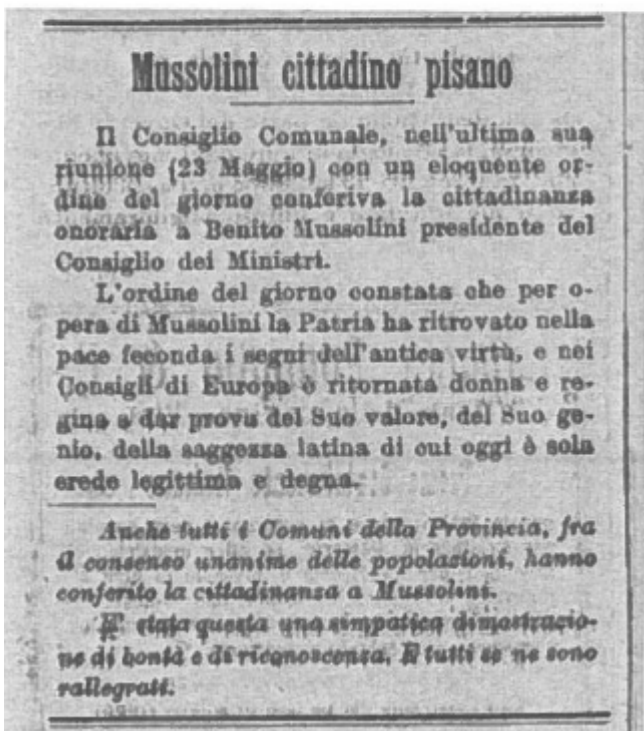 Mussolini cittadino pisano
Il Consiglio Comunale, nell'ultima sua
riunione (23 Maggio) con un eloquente or-
dine del giorno conferiva la cittadinanza
onoraria a Benito Mussolini presidente del
Consiglio dei Ministri.
L'ordine del giorno constata che per o-
pera di Mussolini la Patria ha ritrovato nella
pace feconda i segni dell'antica virtù, e nei
Consigli di Europa è ritornata donna e re-
gina a dar prova del Suo valore, del Suo ge-
nio, della saggezza latina di cui oggi è sola
erede legittima e degna.
Anche tutti i Comuni della Provincia, fra
il consenso unanime delle popolazioni, hanno
conferito la cittadinanza a Mussolini.
E' stata questa una simpatica dimostrazio-
ne di bontà e di riconoscenza. E tutti se ne sono
rallegrati.